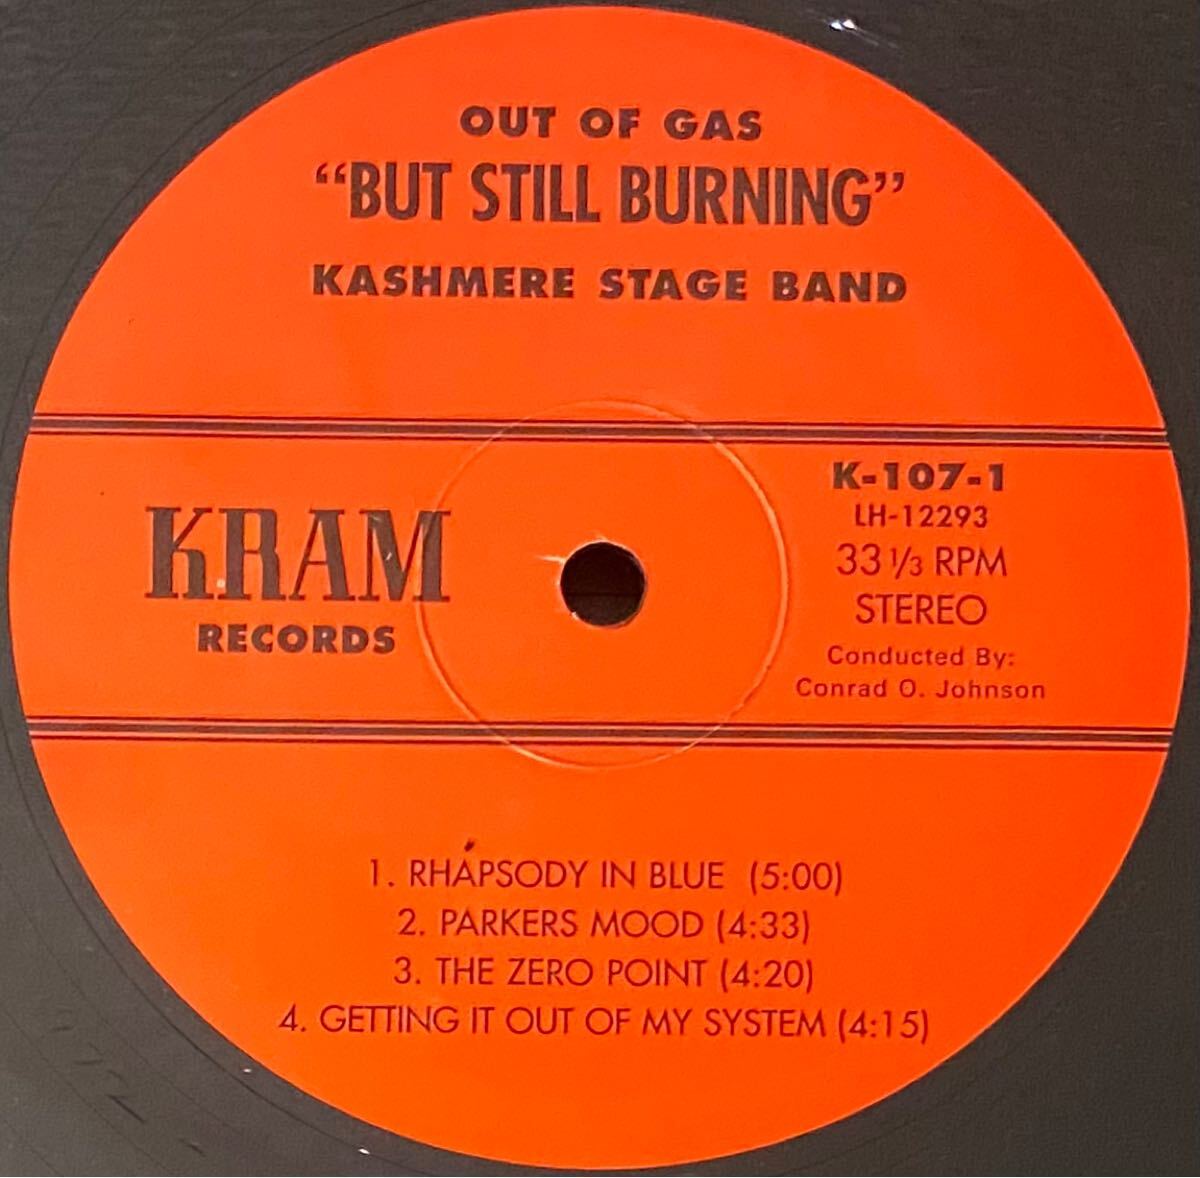 OUT OF GAS
“BUT STILL BURNING”
KASHMERE STAGE BAND
KRAM
RECORDS
K-107-1
LH-12293
33 1/3 RPM
STEREO
Conducted By:
Conrad O. Johnson
1. RHAPSODY IN BLUE (5:00)
2. PARKERS MOOD (4:33)
3. THE ZERO POINT (4:20)
4. GETTING IT OUT OF MY SYSTEM (4:15)